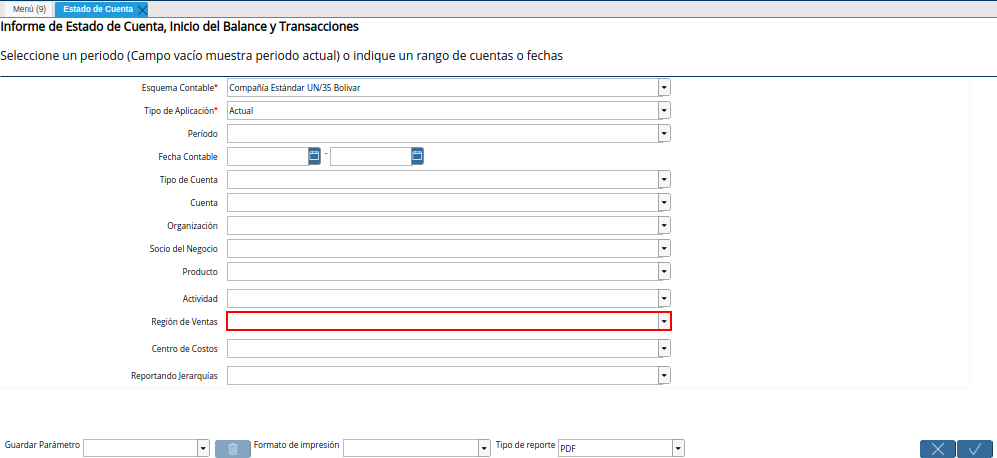 Menú (9) Estado de Cuenta
Informe de Estado de Cuenta, Inicio del Balance y Transacciones
Seleccione un periodo (Campo vacío muestra periodo actual) o indique un rango de cuentas o fechas
Esquema Contable* Compañía Estándar UN/35 Bolivar
Tipo de Aplicación* Actual
Período
Fecha Contable -
Tipo de Cuenta
Cuenta
Organización
Socio del Negocio
Producto
Actividad
Región de Ventas
Centro de Costos
Reportando Jerarquías
Guardar Parámetro Formato de impresión Tipo de reporte PDF